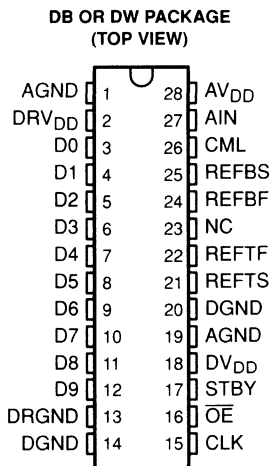 DB OR DW PACKAGE
(TOP VIEW)
AGND 1 28 AVDD
DRVDD 2 27 AIN
D0 3 26 CML
D1 4 25 REFBS
D2 5 24 REFBF
D3 6 23 NC
D4 7 22 REFTF
D5 8 21 REFTS
D6 9 20 DGND
D7 10 19 AGND
D8 11 18 DVDD
D9 12 17 STBY
DRGND 13 16 O̅E̅
DGND 14 15 CLK